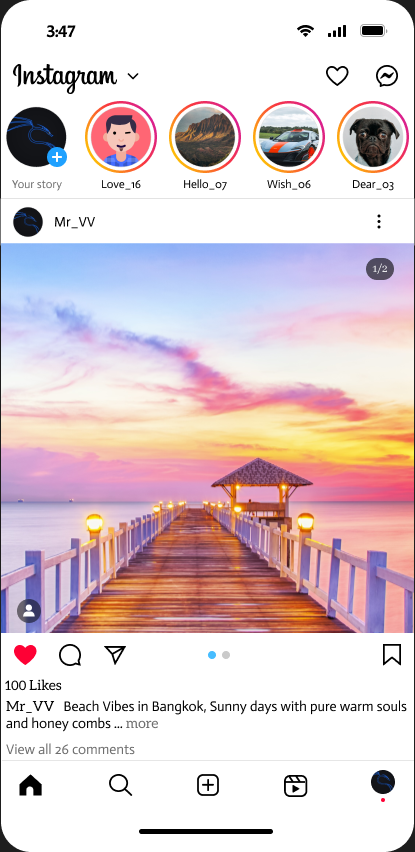 3:47
Instagram
Your story
Love_16
Hello_07
Wish_06
Dear_03
Mr_VV
1/2
100 Likes
Mr_VV Beach Vibes in Bangkok, Sunny days with pure warm souls
and honey combs ... more
View all 26 comments